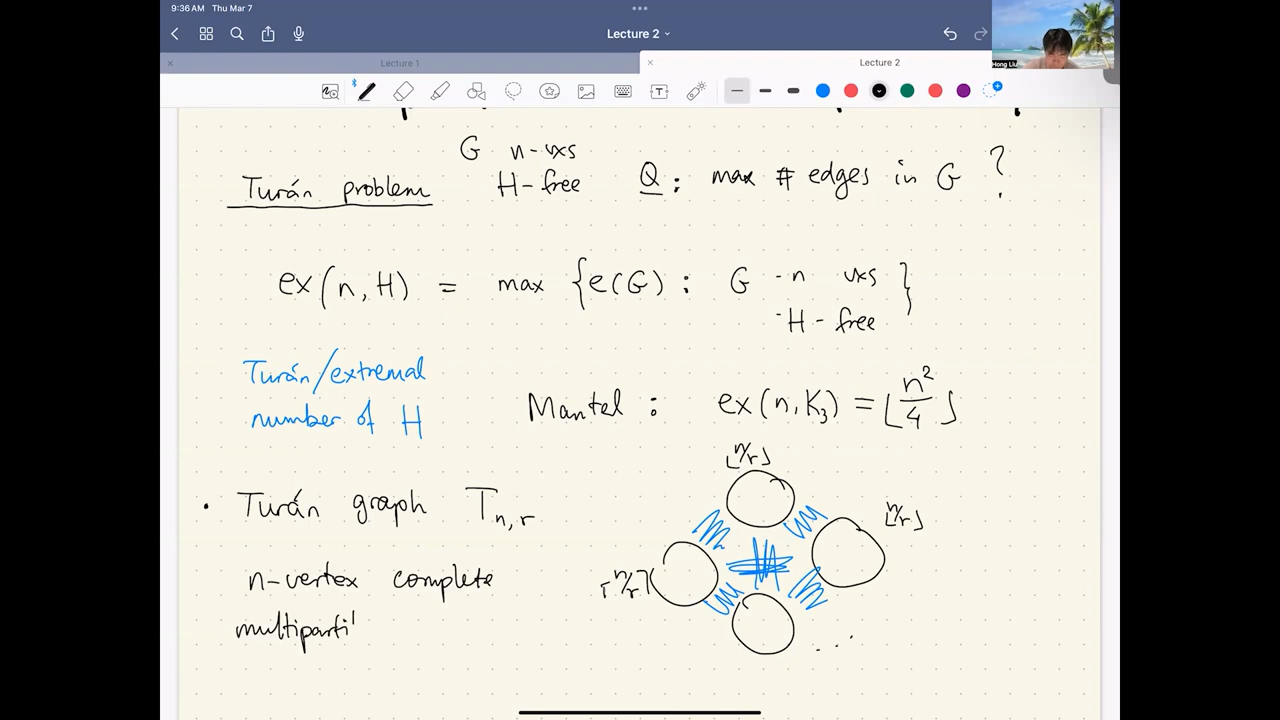 9:36 AM Thu Mar 7
Lecture 2
Lecture 1
Lecture 2
Hong Liu
G n-vxs
Turán problem H-free Q: max # edges in G ?
ex(n, H) = max {e(G) : G · n vxs
· H-free }
Turán/extremal
number of H
Mantel : ex(n, K₃) = ⌊n²/4⌋
⌊n/r⌋
· Turán graph T_{n,r}
⌊n/r⌋
n-vertex complete
⌈n/r⌉
multiparti
...